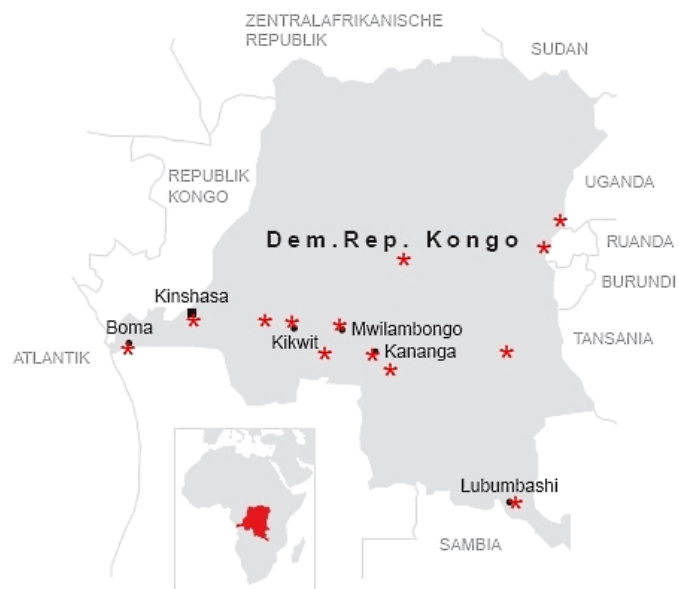 ZENTRALAFRIKANISCHE
REPUBLIK
SUDAN
REPUBLIK
KONGO
UGANDA
Dem.Rep. Kongo
RUANDA
BURUNDI
Kinshasa
Boma
Mwilambongo
Kikwit
Kananga
TANSANIA
ATLANTIK
Lubumbashi
SAMBIA